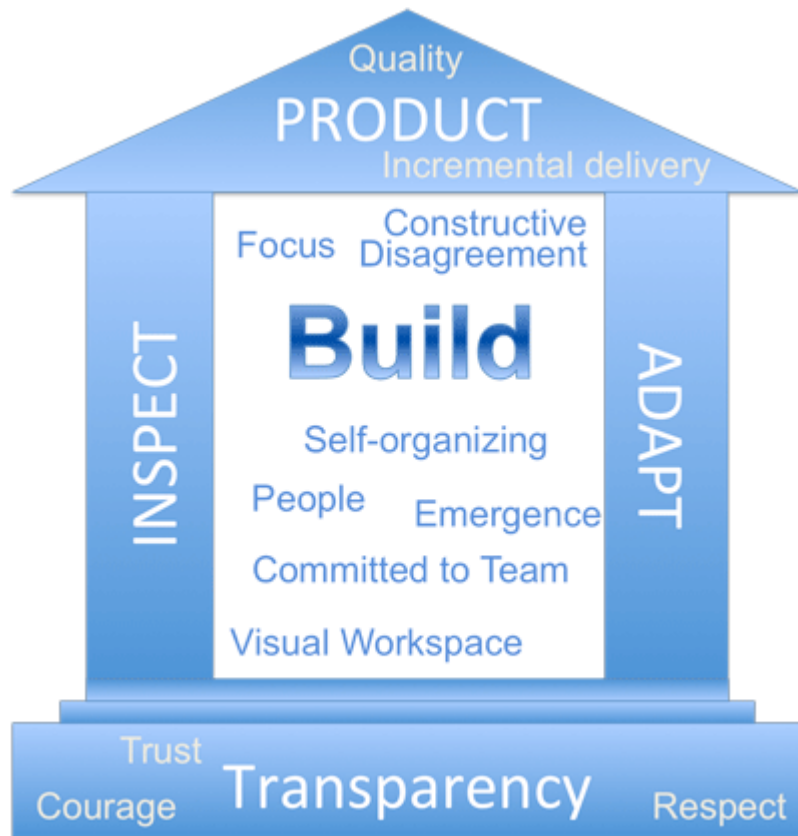 Quality
PRODUCT
Incremental delivery
Focus
Constructive
Disagreement
Build
INSPECT
ADAPT
Self-organizing
People
Emergence
Committed to Team
Visual Workspace
Trust
Transparency
Courage
Respect